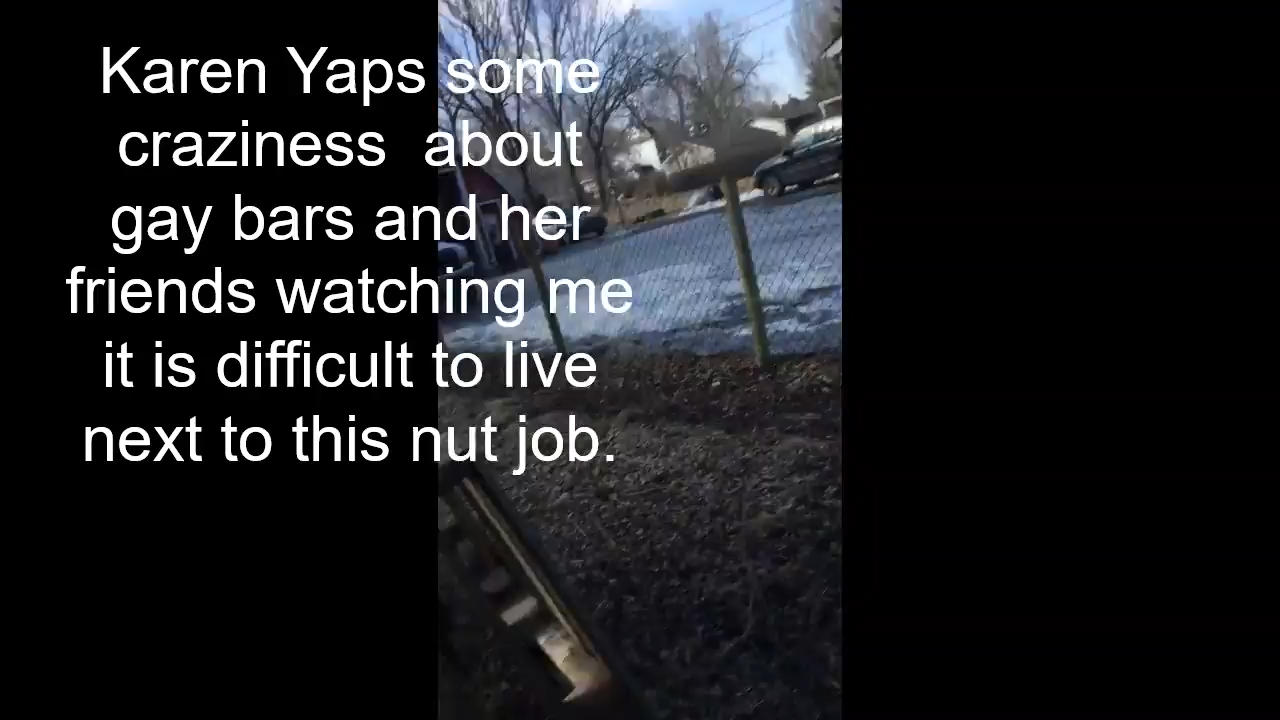 Karen Yaps some
craziness  about
gay bars and her
friends watching me
it is difficult to live
next to this nut job.